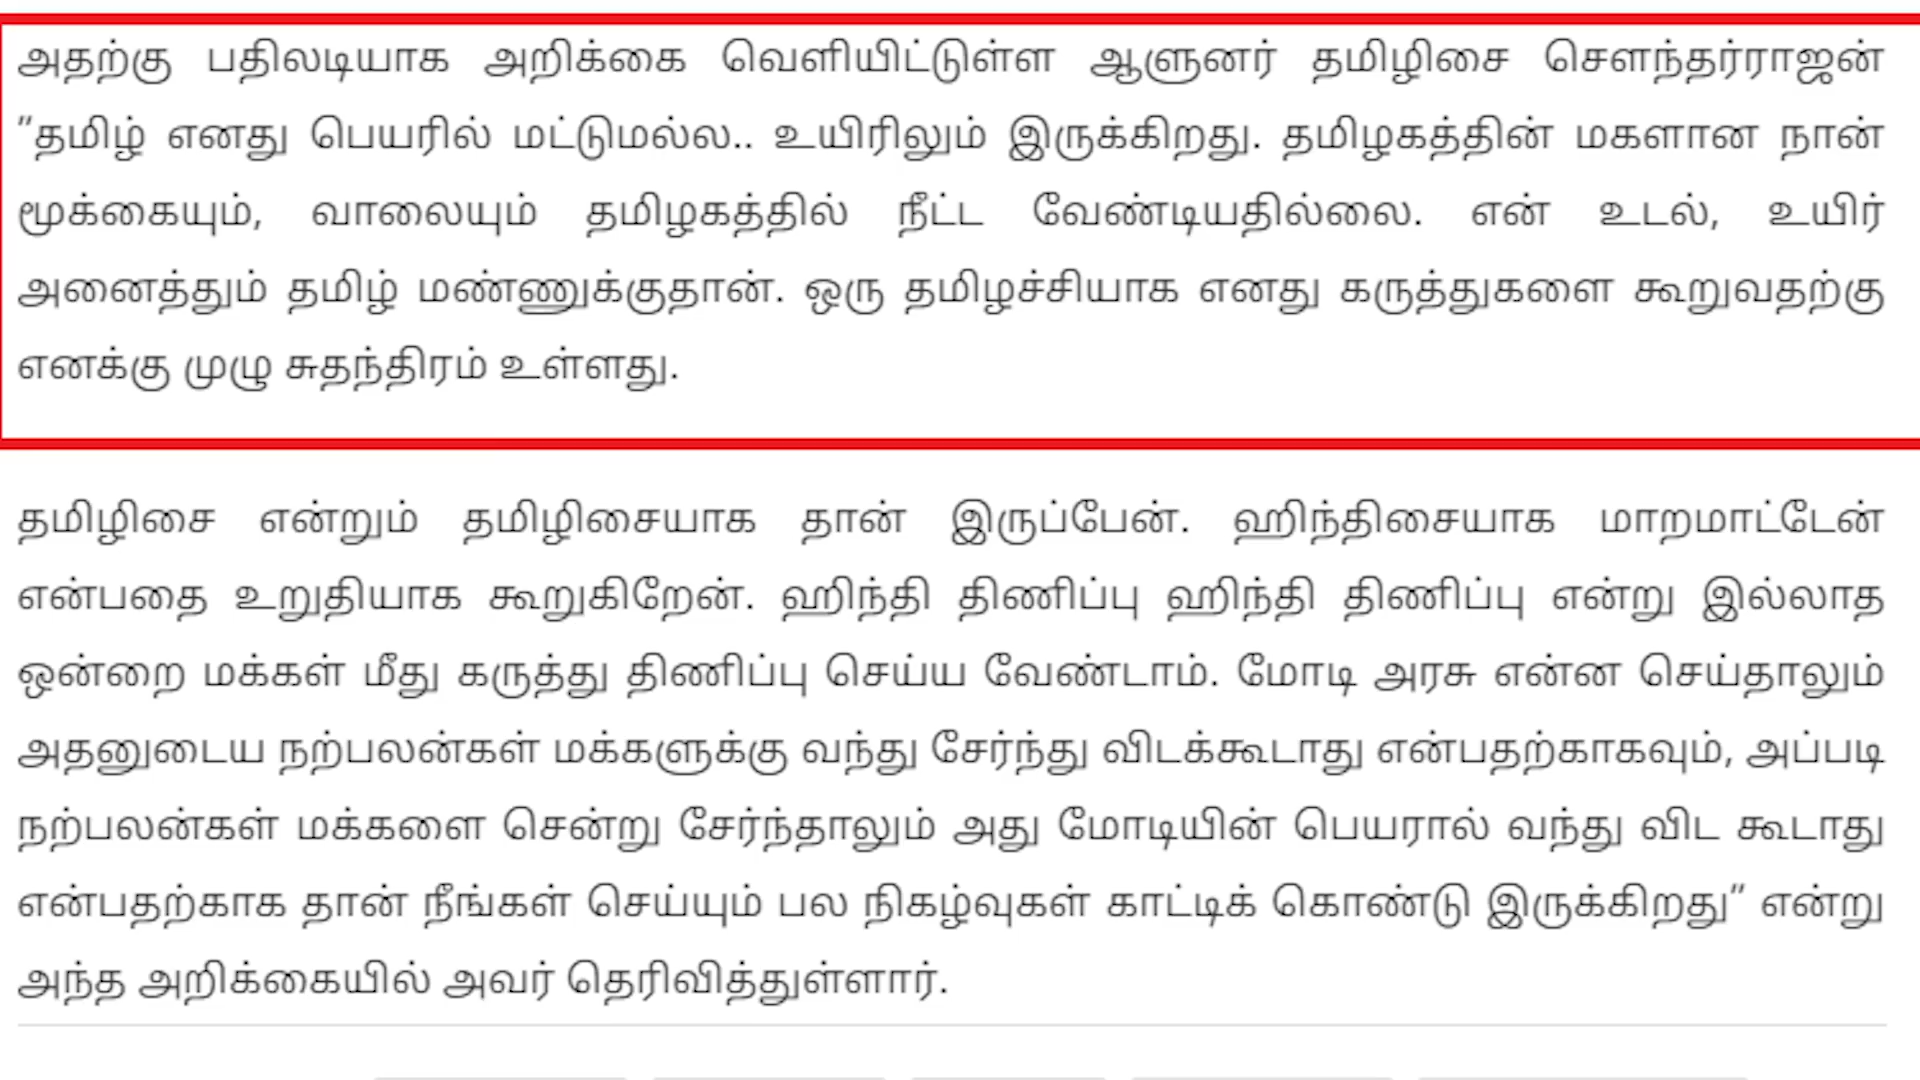 அதற்கு பதிலடியாக அறிக்கை வெளியிட்டுள்ள ஆளுனர் தமிழிசை சௌந்தர்ராஜன்
”தமிழ் எனது பெயரில் மட்டுமல்ல.. உயிரிலும் இருக்கிறது. தமிழகத்தின் மகளான நான்
மூக்கையும், வாலையும் தமிழகத்தில் நீட்ட வேண்டியதில்லை. என் உடல், உயிர்
அனைத்தும் தமிழ் மண்ணுக்குதான். ஒரு தமிழச்சியாக எனது கருத்துகளை கூறுவதற்கு
எனக்கு முழு சுதந்திரம் உள்ளது.
தமிழிசை என்றும் தமிழிசையாக தான் இருப்பேன். ஹிந்திசையாக மாறமாட்டேன்
என்பதை உறுதியாக கூறுகிறேன். ஹிந்தி திணிப்பு ஹிந்தி திணிப்பு என்று இல்லாத
ஒன்றை மக்கள் மீது கருத்து திணிப்பு செய்ய வேண்டாம். மோடி அரசு என்ன செய்தாலும்
அதனுடைய நற்பலன்கள் மக்களுக்கு வந்து சேர்ந்து விடக்கூடாது என்பதற்காகவும், அப்படி
நற்பலன்கள் மக்களை சென்று சேர்ந்தாலும் அது மோடியின் பெயரால் வந்து விட கூடாது
என்பதற்காக தான் நீங்கள் செய்யும் பல நிகழ்வுகள் காட்டிக் கொண்டு இருக்கிறது” என்று
அந்த அறிக்கையில் அவர் தெரிவித்துள்ளார்.